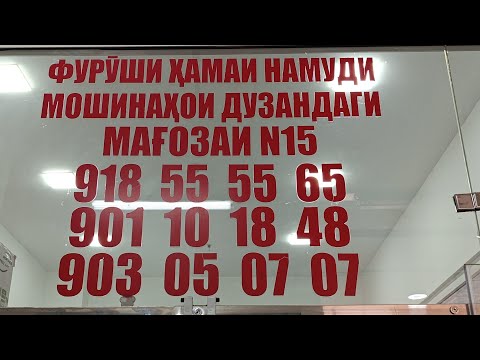 ФУРӮШИ ҲАМАИ НАМУДИ
МОШИНАҲОИ ДУЗАНДАГИ
МАҒОЗАИ N15
918 55 55 65
901 10 18 48
903 05 07 07